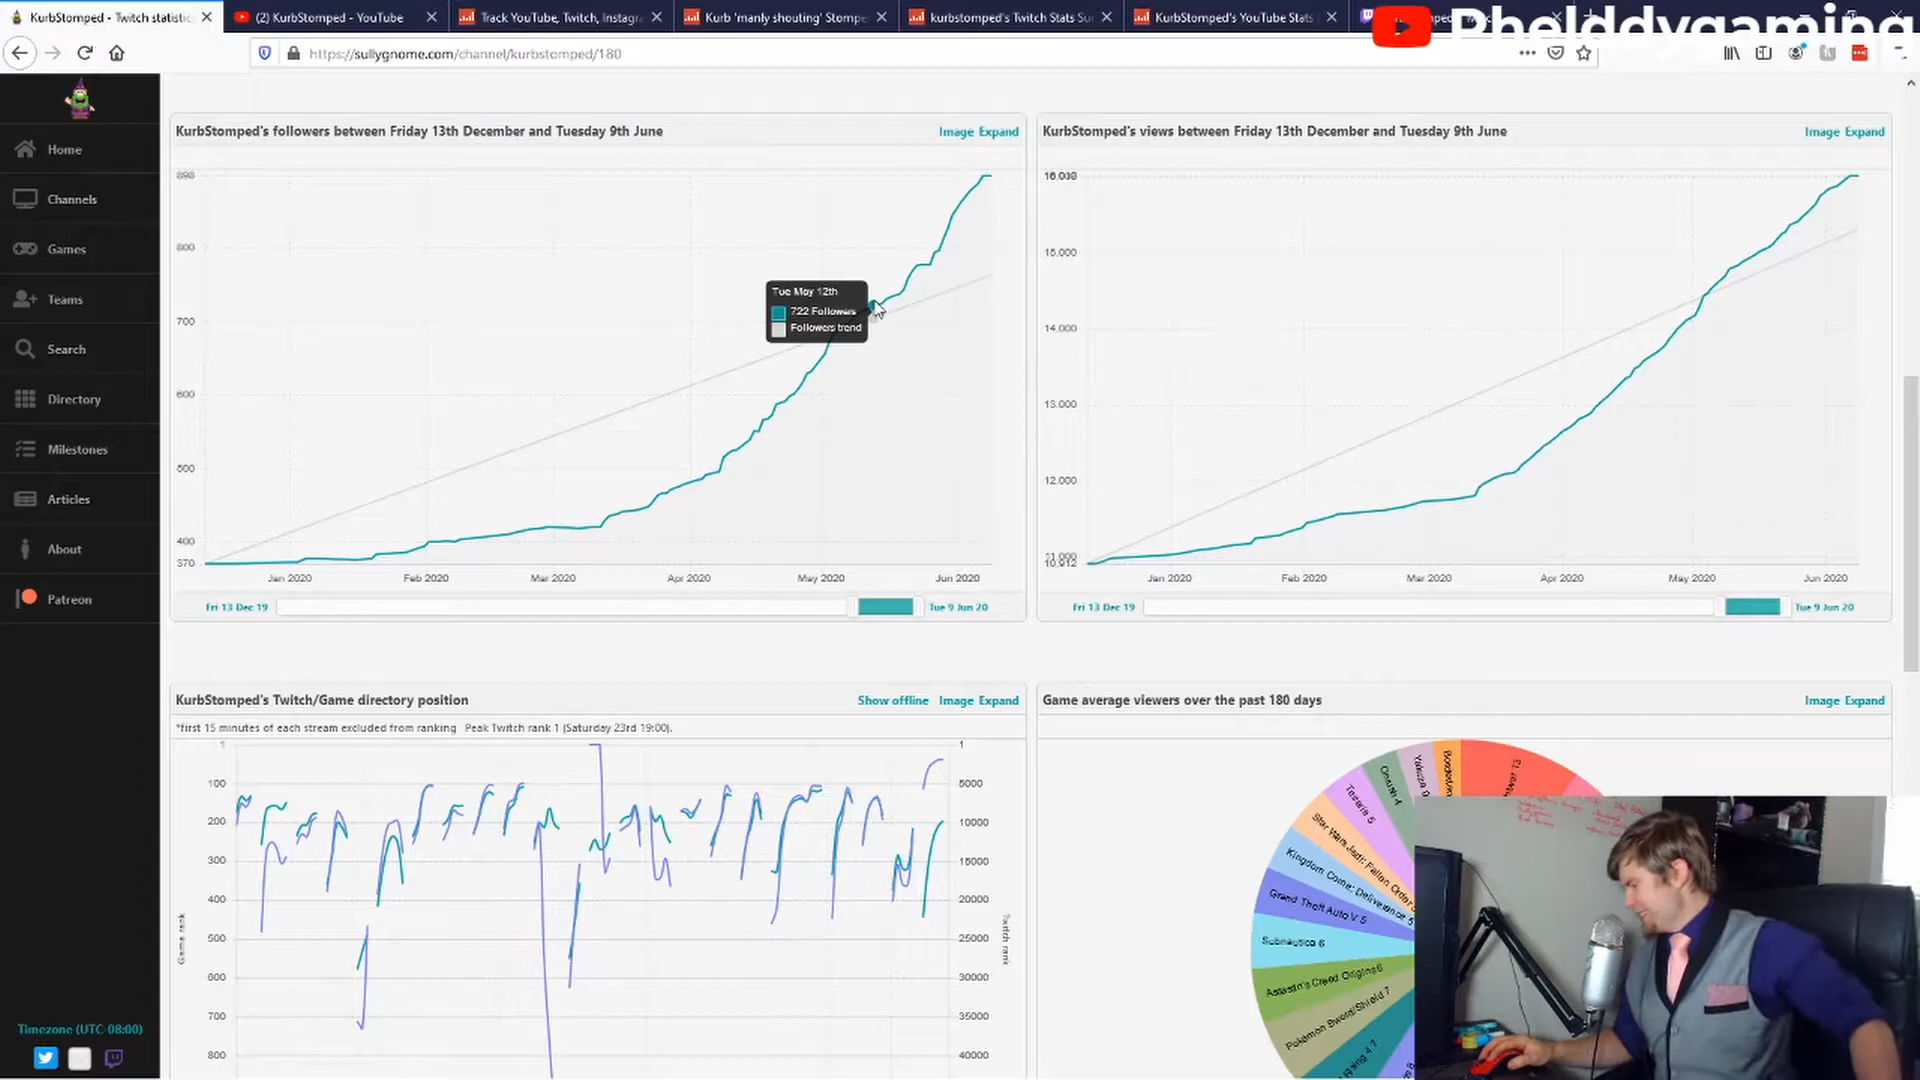 KurbStomped - Twitch statistic
(2) KurbStomped - YouTube
Track YouTube, Twitch, Instagra
Kurb 'manly shouting' Stompe
kurbstomped's Twitch Stats Su
KurbStomped's YouTube Stats
Phelddygaming
https://sullygnome.com/channel/kurbstomped/180
Home
Channels
Games
Teams
Search
Directory
Milestones
Articles
About
Patreon
Timezone (UTC-08:00)
KurbStomped's followers between Friday 13th December and Tuesday 9th June
Image Expand
898
800
700
600
500
400
370
Tue May 12th
722 Followers
Followers trend
Jan 2020 Feb 2020 Mar 2020 Apr 2020 May 2020 Jun 2020
Fri 13 Dec 19
Tue 9 Jun 20
KurbStomped's views between Friday 13th December and Tuesday 9th June
Image Expand
15,000
14,000
13,000
12,000
Jan 2020 Feb 2020 Mar 2020 Apr 2020 May 2020 Jun 2020
Fri 13 Dec 19
Tue 9 Jun 20
KurbStomped's Twitch/Game directory position
Show offline Image Expand
*first 15 minutes of each stream excluded from ranking Peak Twitch rank 1 (Saturday 23rd 19:00).
1 1
100 5000
200 10000
300 15000
400 20000
500 25000
600 30000
700 35000
800 40000
Game rank
Twitch rank
Game average viewers over the past 180 days
Image Expand
Star Wars Jedi: Fallen Order
Kingdom Come: Deliverance 5
Grand Theft Auto V 5
Subnautica 6
Assassin's Creed Origins 6
Pokémon Sword/Shield 7